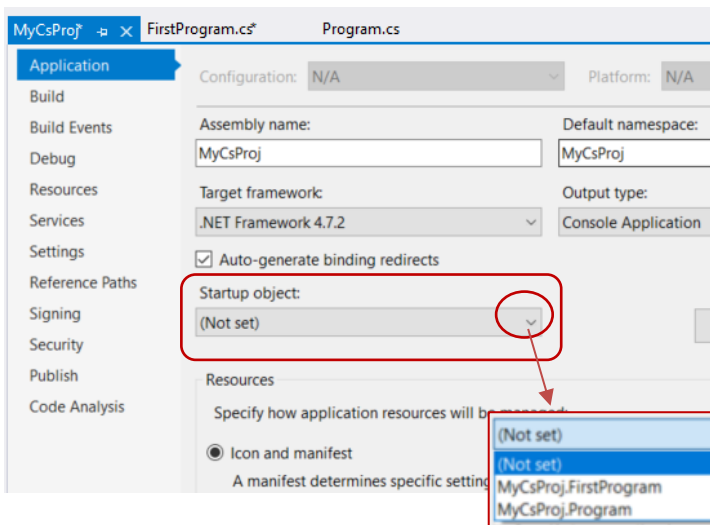 MyCsProj* FirstProgram.cs* Program.cs
Application
Build
Build Events
Debug
Resources
Services
Settings
Reference Paths
Signing
Security
Publish
Code Analysis
Configuration: N/A Platform: N/A
Assembly name: Default namespace:
MyCsProj MyCsProj
Target framework: Output type:
.NET Framework 4.7.2 Console Application
Auto-generate binding redirects
Startup object:
(Not set)
Resources
Specify how application resources will be managed:
Icon and manifest
A manifest determines specific setting
(Not set)
(Not set)
MyCsProj.FirstProgram
MyCsProj.Program